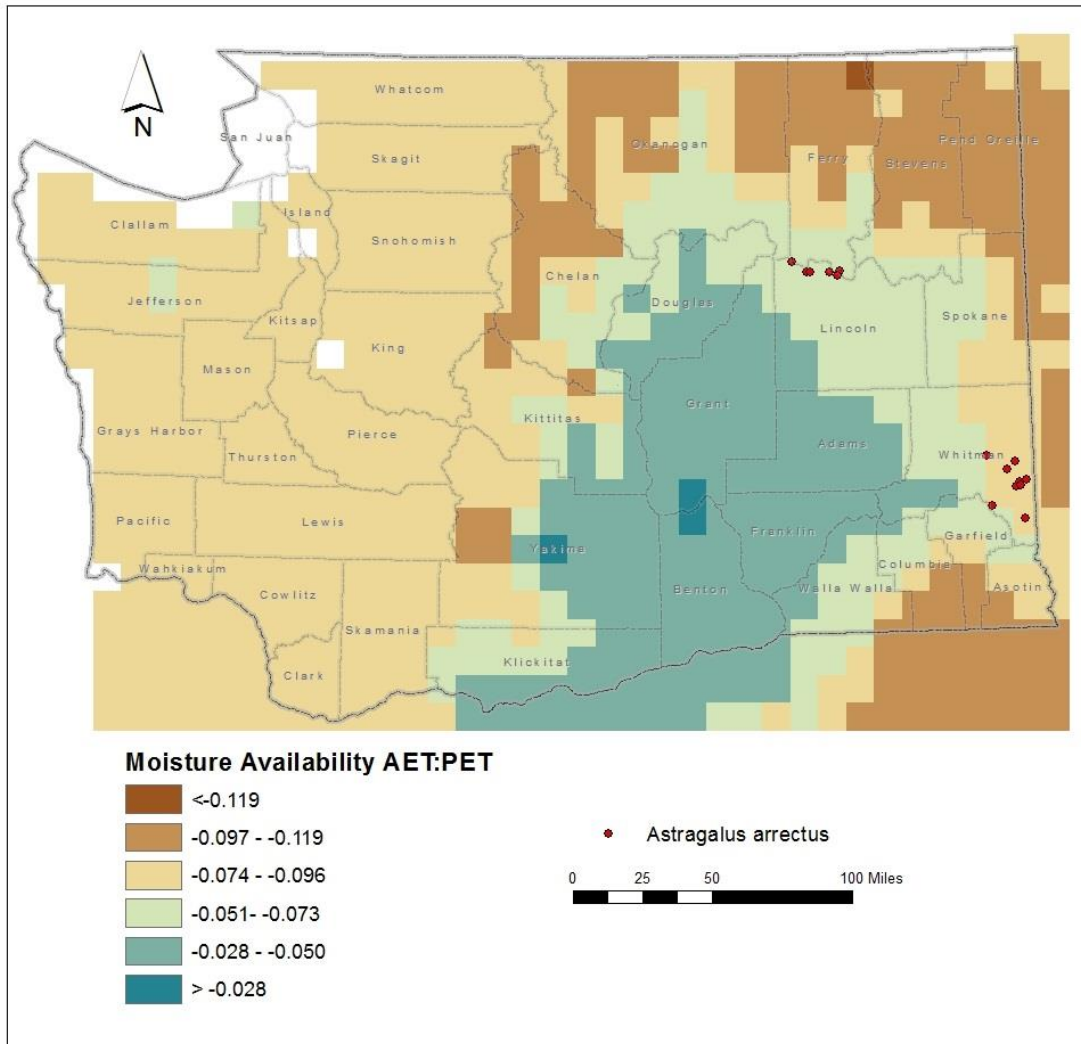 N
Whatcom
San Juan
Skagit
Okanogan
Ferry
Stevens
Pend Oreille
Island
Clallam
Snohomish
Chelan
Jefferson
Kitsap
Douglas
Lincoln
Spokane
King
Mason
Grant
Kittitas
Grays Harbor
Pierce
Adams
Whitman
Thurston
Pacific
Lewis
Yakima
Franklin
Garfield
Wahkiakum
Columbia
Cowlitz
Benton
Walla Walla
Asotin
Skamania
Klickitat
Clark
Moisture Availability AET:PET
<-0.119
-0.097 - -0.119
-0.074 - -0.096
-0.051- -0.073
-0.028 - -0.050
> -0.028
Astragalus arrectus
0 25 50 100 Miles